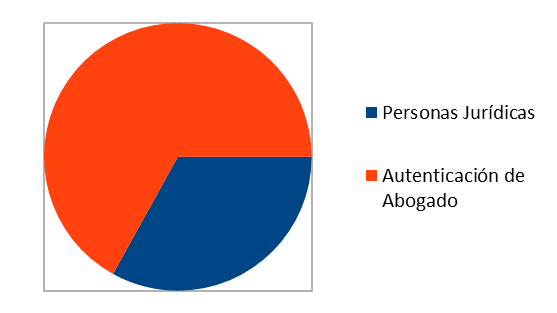 Personas Jurídicas
Autenticación de
Abogado